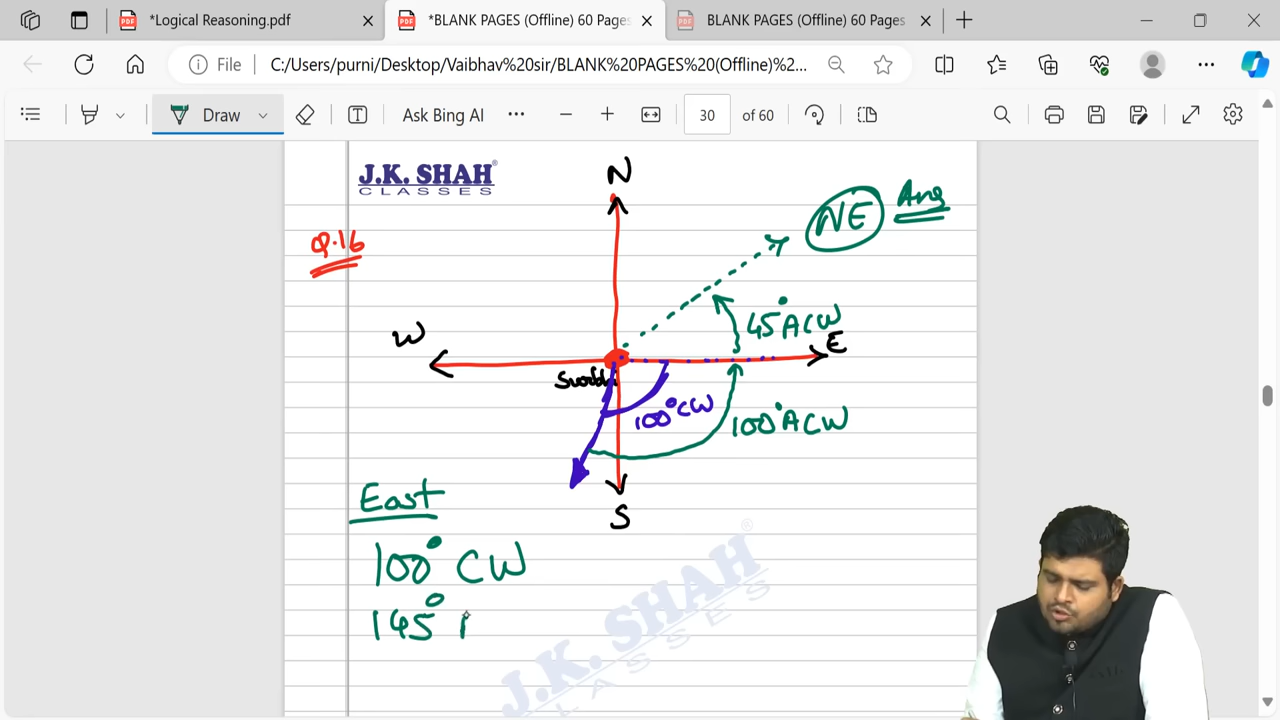 *Logical Reasoning.pdf
*BLANK PAGES (Offline) 60 Pages
BLANK PAGES (Offline) 60 Pages
File
C:/Users/purni/Desktop/Vaibhav%20sir/BLANK%20PAGES%20(Offline)%2...
Draw
Ask Bing AI
30
of 60
J.K. SHAH®
CLASSES
N
NE
Ans
Q.16
45° ACW
W
E
100° CW
100° ACW
S
East
100° CW
145°
J.K. SHAH®
CLASSES